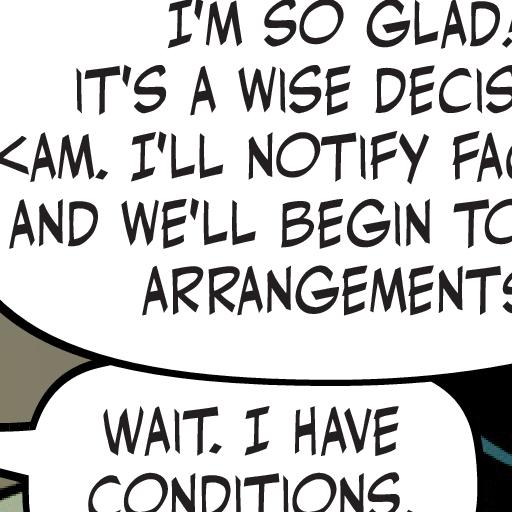 I'M SO GLAD!
IT'S A WISE DECIS
KAM. I'LL NOTIFY FAC
AND WE'LL BEGIN TO
ARRANGEMENTS
WAIT. I HAVE
CONDITIONS.